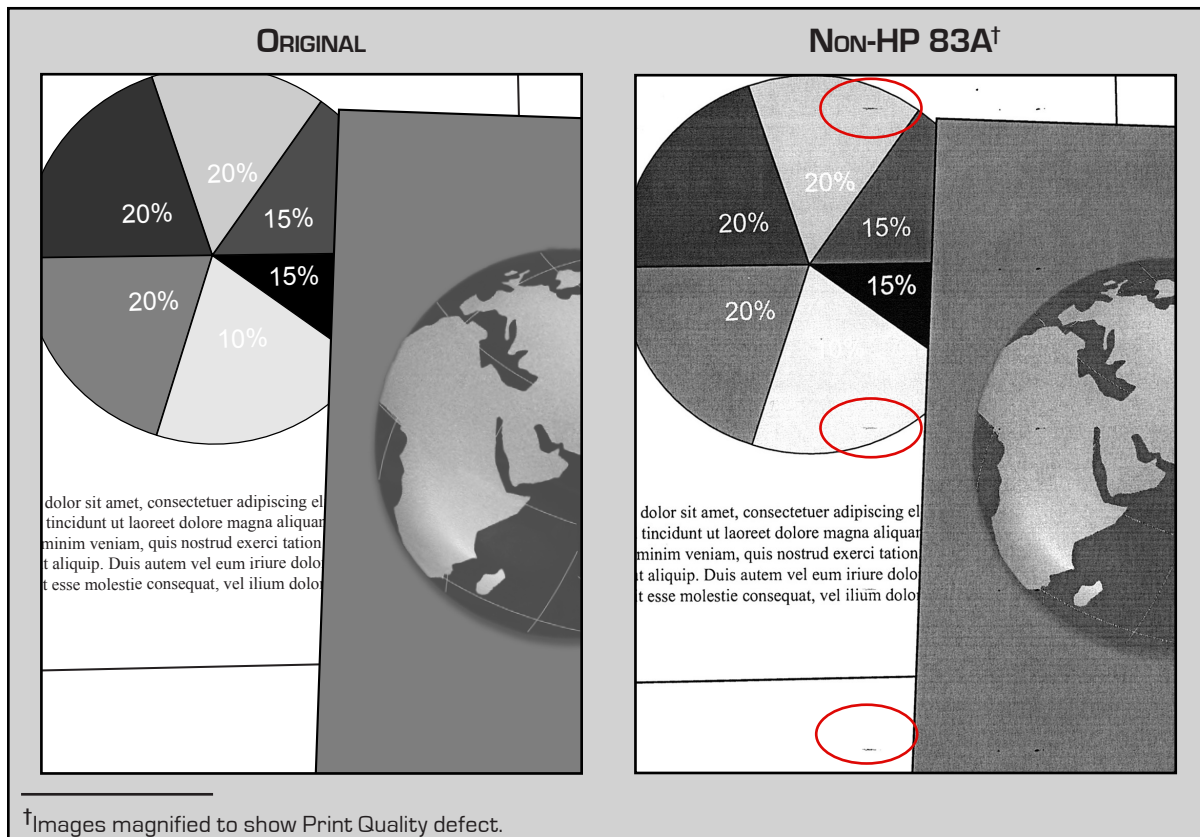 ORIGINAL
20%
20%
15%
15%
20%
10%
dolor sit amet, consectetuer adipiscing el
tincidunt ut laoreet dolore magna aliquam
minim veniam, quis nostrud exerci tation
t aliquip. Duis autem vel eum iriure dolo
t esse molestie consequat, vel ilium dolor
NON-HP 83A†
20%
20%
15%
15%
20%
10%
dolor sit amet, consectetuer adipiscing el
tincidunt ut laoreet dolore magna aliquam
minim veniam, quis nostrud exerci tation
ut aliquip. Duis autem vel eum iriure dolo
t esse molestie consequat, vel ilium dolor
†Images magnified to show Print Quality defect.